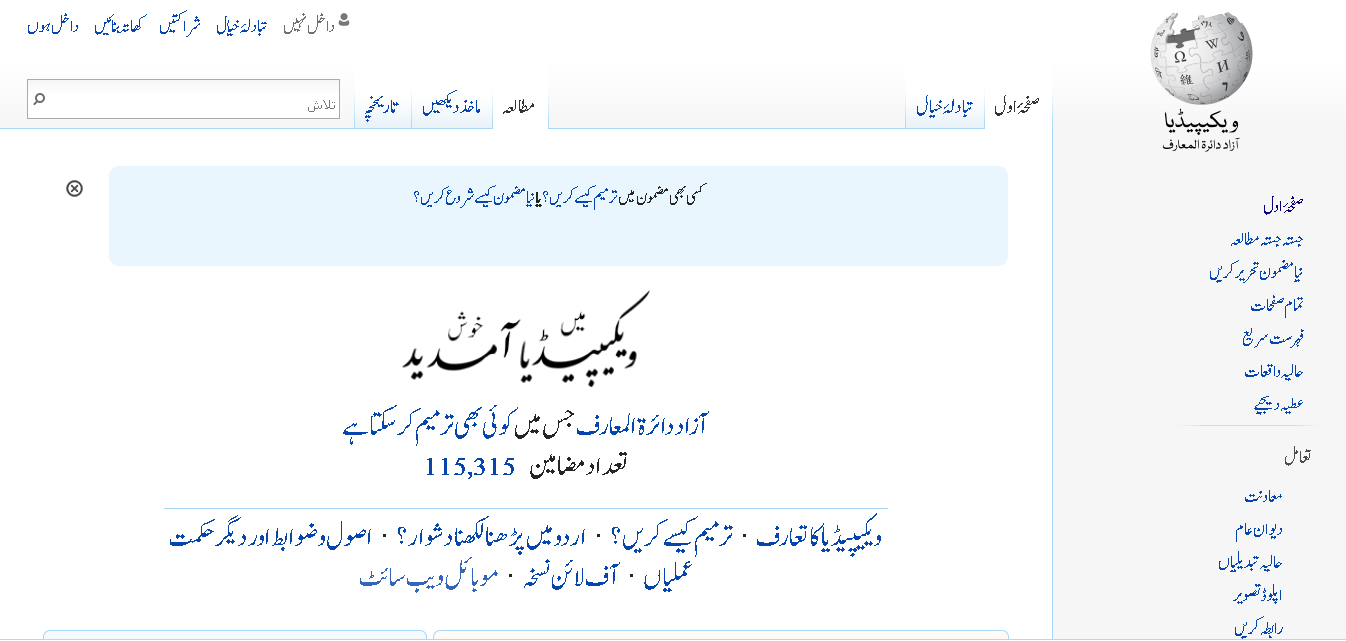 داخل نہیں
تبادلۂ خیال
شراکتیں
کھاتہ بنائیں
داخل ہوں
ویکیپیڈیا
آزاد دائرۃ المعارف
صفحۂ اول
تبادلۂ خیال
مطالعہ
ماخذ دیکھیں
تاریخچہ
تلاش
کسی بھی مضمون میں ترمیم کیسے کریں؟ یا نیا مضمون کیسے شروع کریں؟
ویکیپیڈیا میں خوش آمدید
آزاد دائرۃ المعارف جس میں کوئی بھی ترمیم کر سکتا ہے
تعداد مضامین 115,315
ویکیپیڈیا کا تعارف · ترمیم کیسے کریں؟ · اردو میں پڑھنا لکھنا دشوار؟ · اصول و ضوابط اور دیگر حکمت
عملیاں · آف لائن نسخہ · موبائل ویب سائٹ
صفحۂ اول
جستہ جستہ مطالعہ
نیا مضمون تحریر کریں
تمام صفحات
فہرست سریع
حالیہ واقعات
عطیہ دیجیے
تعامل
معاونت
دیوان عام
حالیہ تبدیلیاں
اپلوڈ تصویر
رابطہ کریں